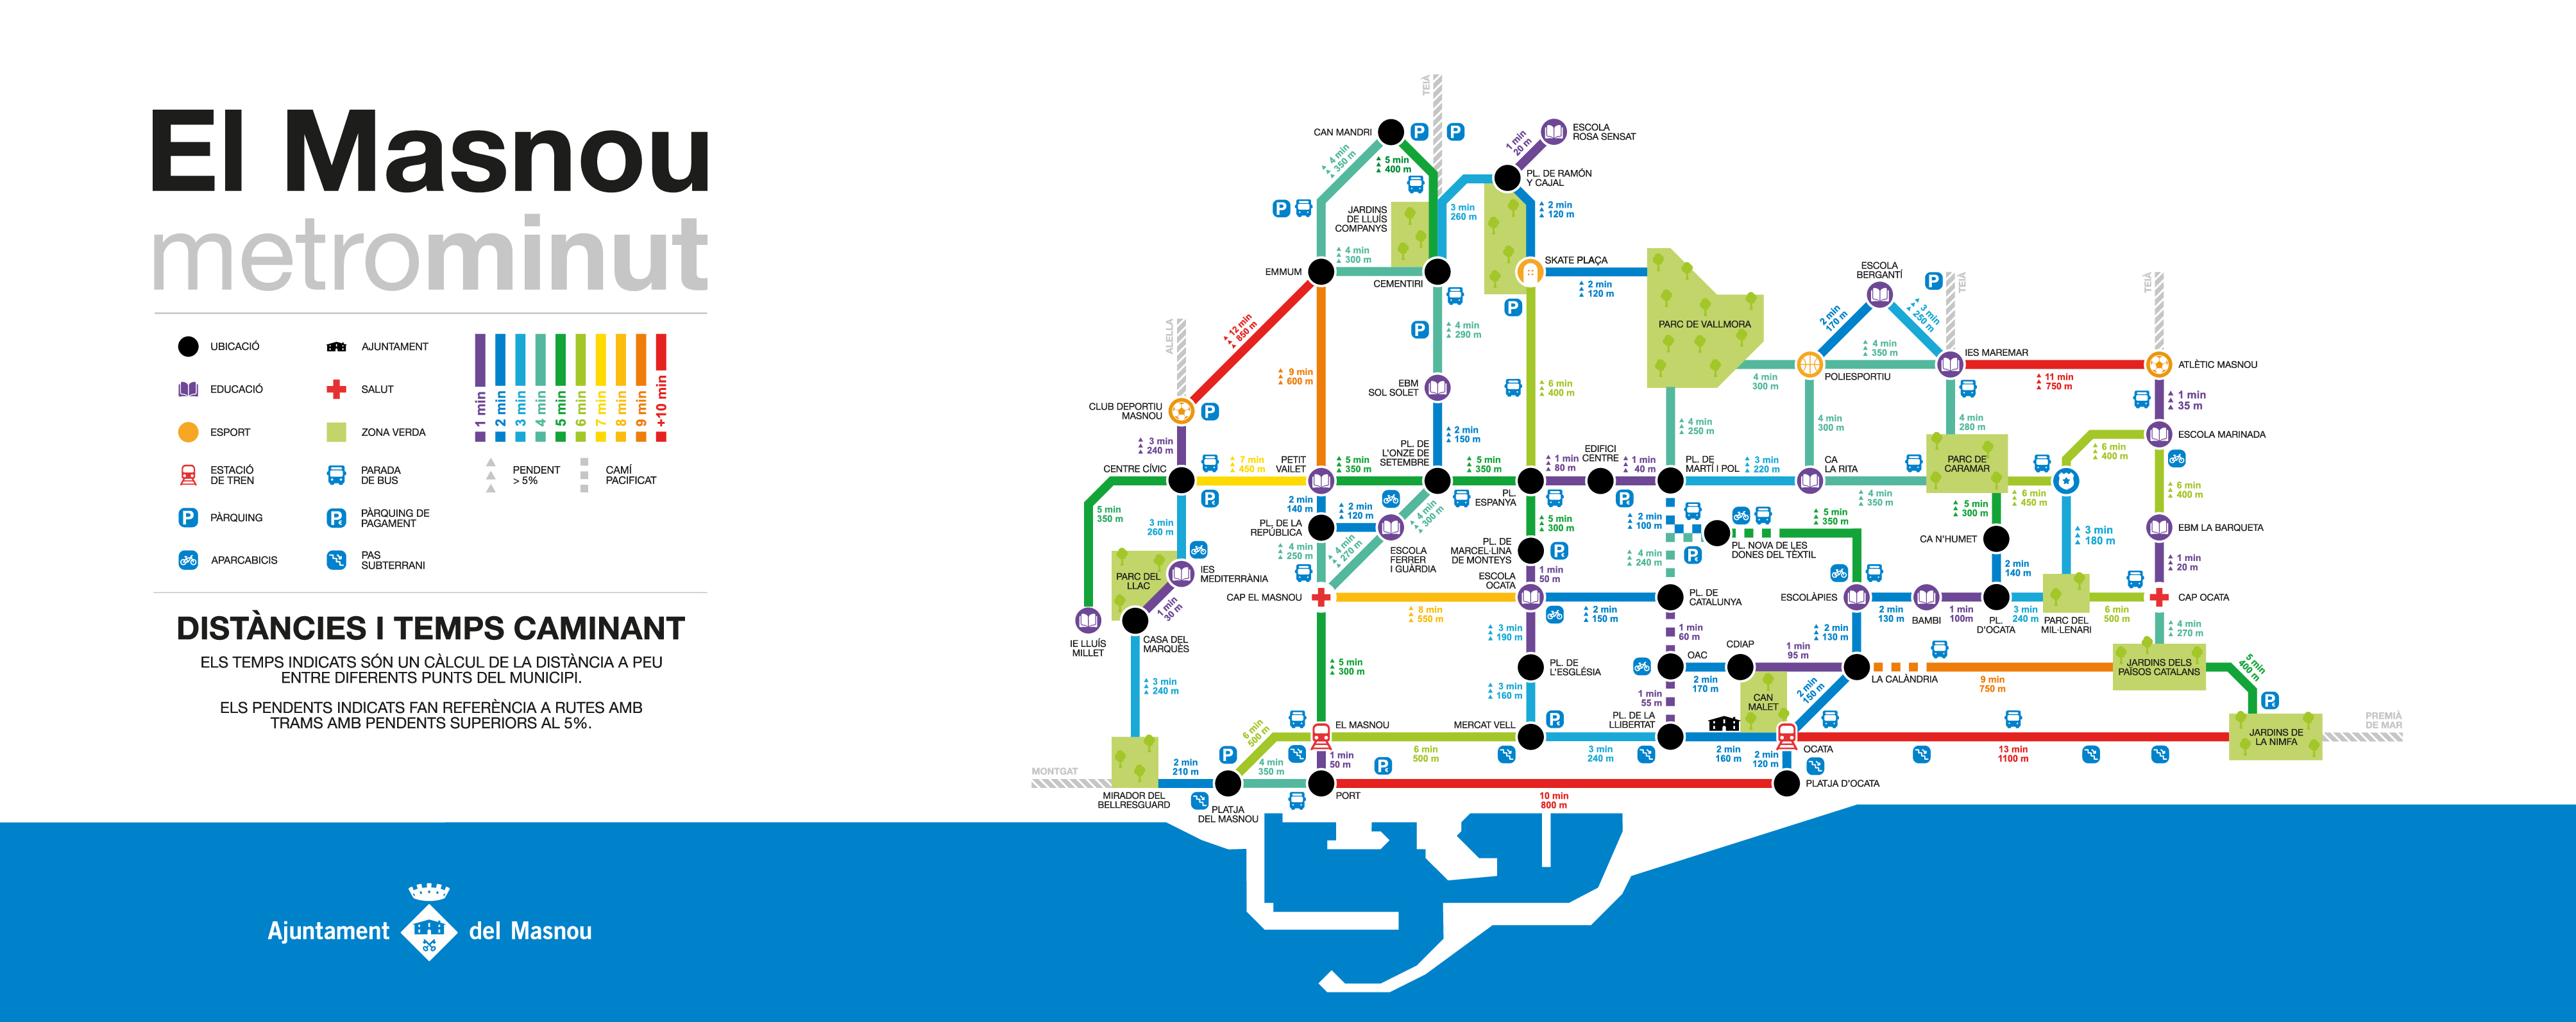 El Masnou
metrominut
UBICACIÓ
EDUCACIÓ
ESPORT
ESTACIÓ
DE TREN
PÀRQUING
APARCABICIS
AJUNTAMENT
SALUT
ZONA VERDA
PARADA
DE BUS
PÀRQUING DE
PAGAMENT
PAS
SUBTERRANI
1 min
2 min
3 min
4 min
5 min
6 min
7 min
8 min
9 min
+10 min
PENDENT
> 5%
CAMÍ
PACIFICAT
DISTÀNCIES I TEMPS CAMINANT
ELS TEMPS INDICATS SÓN UN CÀLCUL DE LA DISTÀNCIA A PEU
ENTRE DIFERENTS PUNTS DEL MUNICIPI.
ELS PENDENTS INDICATS FAN REFERÈNCIA A RUTES AMB
TRAMS AMB PENDENTS SUPERIORS AL 5%.
Ajuntament del Masnou
TEIÀ
CAN MANDRI
P
P
ESCOLA
ROSA SENSAT
1 min
20 m
4 min
350 m
5 min
400 m
PL. DE RAMÓN
Y CAJAL
P
JARDINS
DE LLUÍS
COMPANYS
3 min
260 m
2 min
120 m
4 min
300 m
EMMUM
CEMENTIRI
SKATE PLAÇA
2 min
120 m
P
P
4 min
290 m
PARC DE VALLMORA
ESCOLA
BERGANTÍ
P
TEIÀ
TEIÀ
2 min
170 m
3 min
250 m
4 min
350 m
IES MAREMAR
ATLÈTIC MASNOU
4 min
300 m
POLIESPORTIU
11 min
750 m
ALELLA
12 min
850 m
9 min
600 m
EBM
SOL SOLET
6 min
400 m
1 min
35 m
CLUB DEPORTIU
MASNOU
P
4 min
250 m
4 min
300 m
4 min
280 m
ESCOLA MARINADA
3 min
240 m
2 min
150 m
6 min
400 m
CENTRE CÍVIC
7 min
450 m
PETIT
VAILET
5 min
350 m
PL. DE
L'ONZE DE
SETEMBRE
5 min
350 m
1 min
80 m
EDIFICI
CENTRE
1 min
40 m
PL. DE
MARTÍ I POL
3 min
220 m
CA
LA RITA
4 min
350 m
PARC DE
CARAMAR
6 min
450 m
6 min
400 m
P
2 min
140 m
PL.
ESPANYA
P
5 min
350 m
3 min
260 m
PL. DE LA
REPÚBLICA
2 min
120 m
4 min
300 m
5 min
300 m
2 min
100 m
5 min
350 m
5 min
300 m
3 min
180 m
EBM LA BARQUETA
ESCOLA
FERRER
I GUÀRDIA
PL. DE
MARCEL·LINA
DE MONTEYS
P
P
PL. NOVA DE LES
DONES DEL TÈXTIL
CA N'HUMET
4 min
250 m
4 min
270 m
4 min
240 m
PARC DEL
LLAC
IES
MEDITERRÀNIA
1 min
50 m
2 min
140 m
1 min
20 m
ESCOLA
OCATA
CAP EL MASNOU
8 min
550 m
2 min
150 m
PL. DE
CATALUNYA
ESCOLÀPIES
2 min
130 m
BAMBI
1 min
100m
PL.
D'OCATA
3 min
240 m
PARC DEL
MIL·LENARI
6 min
500 m
CAP OCATA
1 min
30 m
IE LLUÍS
MILLET
CASA DEL
MARQUÈS
3 min
190 m
1 min
60 m
2 min
130 m
4 min
270 m
5 min
300 m
PL. DE
L'ESGLÉSIA
OAC
2 min
170 m
CDIAP
1 min
95 m
LA CALÀNDRIA
9 min
750 m
JARDINS DELS
PAÏSOS CATALANS
5 min
400 m
3 min
240 m
3 min
160 m
1 min
55 m
CAN
MALET
2 min
150 m
P
6 min
500 m
EL MASNOU
MERCAT VELL
P
PL. DE LA
LLIBERTAT
OCATA
JARDINS DE
LA NIMFA
PREMIÀ
DE MAR
6 min
500 m
3 min
240 m
2 min
160 m
2 min
120 m
13 min
1100 m
MONTGAT
2 min
210 m
P
4 min
350 m
1 min
50 m
P
MIRADOR DEL
BELLRESGUARD
PLATJA
DEL MASNOU
PORT
10 min
800 m
PLATJA D'OCATA